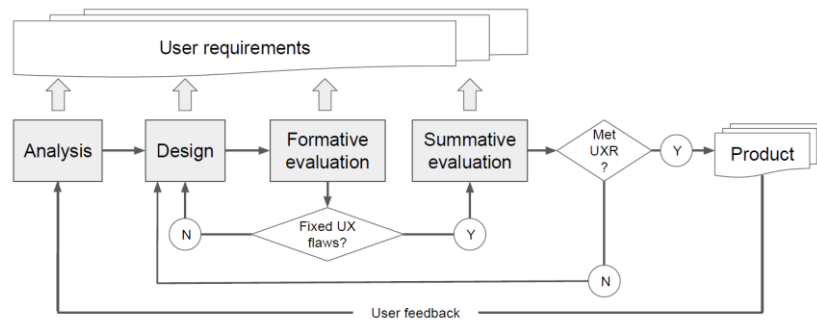 User requirements
Analysis
Design
Formative
evaluation
Summative
evaluation
Met
UXR
?
Y
Product
N
Fixed UX
flaws?
Y
N
User feedback